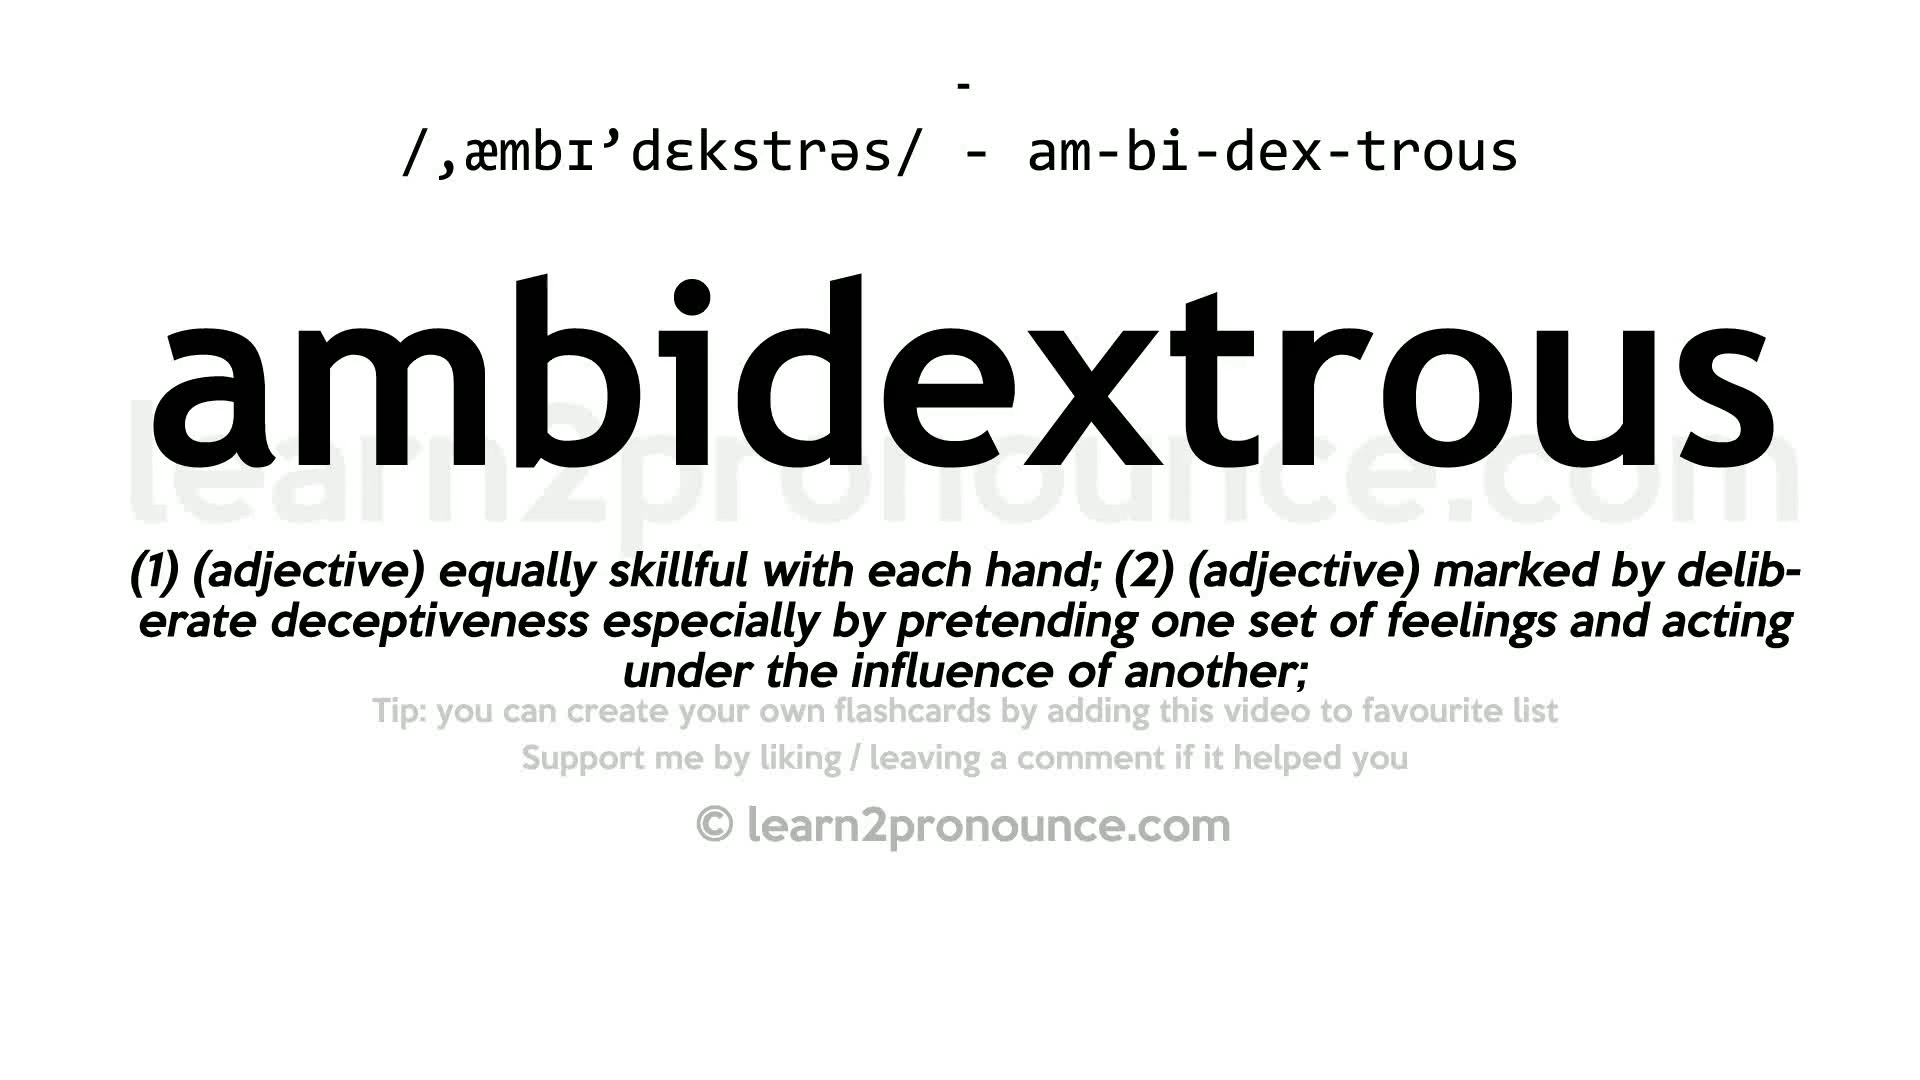 -
/,æmbɪ’dɛkstrəs/ - am-bi-dex-trous
ambidextrous
learn2pronounce.com
(1) (adjective) equally skillful with each hand; (2) (adjective) marked by delib-
erate deceptiveness especially by pretending one set of feelings and acting
under the influence of another;
Tip: you can create your own flashcards by adding this video to favourite list
Support me by liking / leaving a comment if it helped you
© learn2pronounce.com